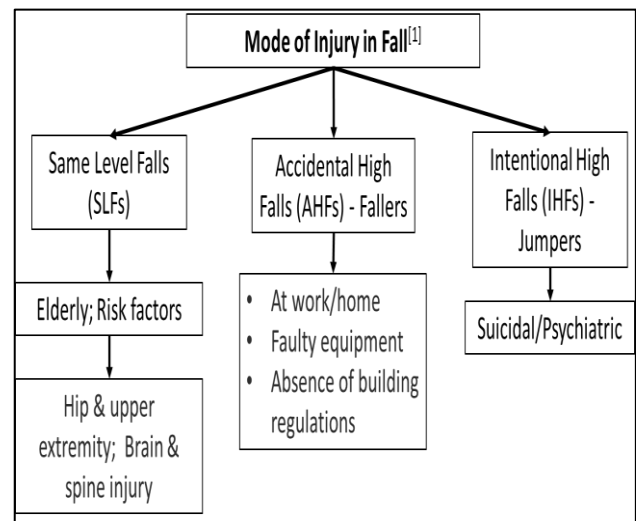 Mode of Injury in Fall[1]
Same Level Falls
(SLFs)
Accidental High
Falls (AHFs) - Fallers
Intentional High
Falls (IHFs) -
Jumpers
Elderly; Risk factors
• At work/home
• Faulty equipment
• Absence of building
regulations
Suicidal/Psychiatric
Hip & upper
extremity; Brain &
spine injury